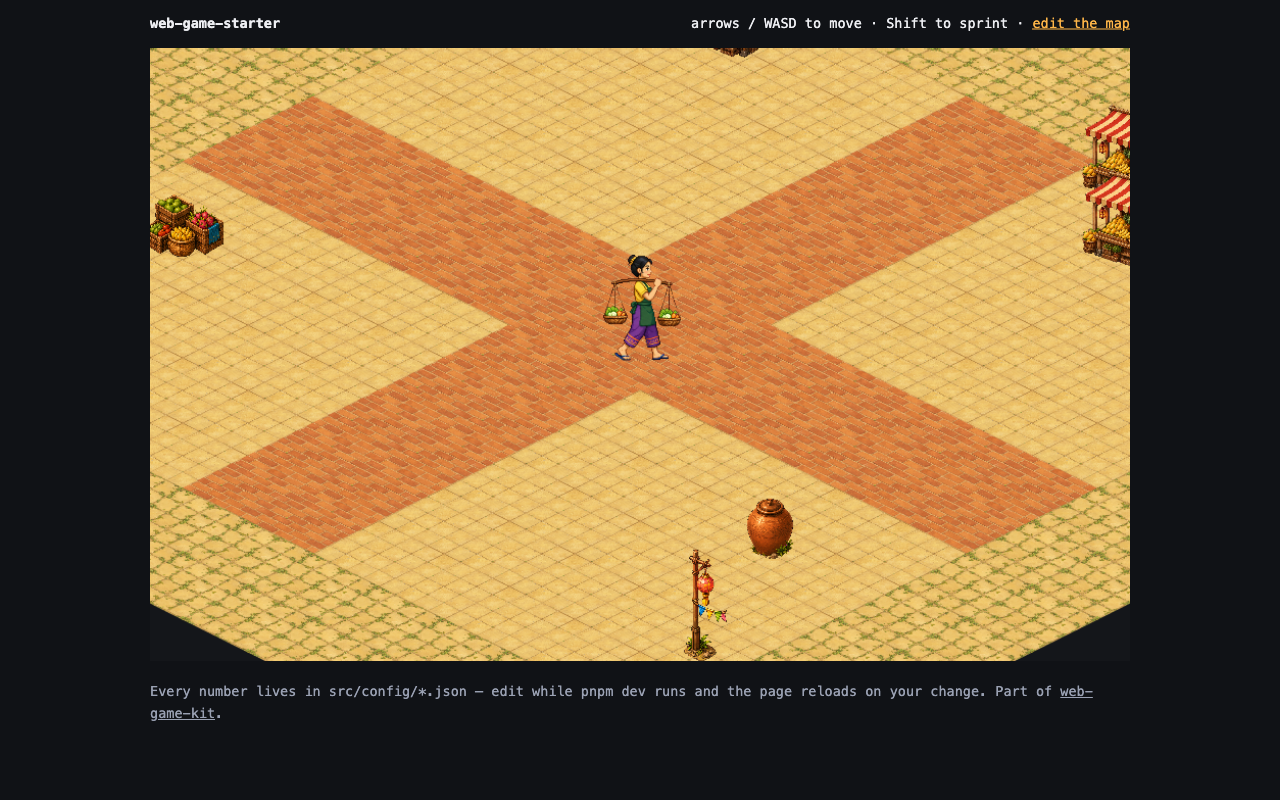 web-game-starter
arrows / WASD to move · Shift to sprint · edit the map
Every number lives in src/config/*.json — edit while pnpm dev runs and the page reloads on your change. Part of web-
game-kit.